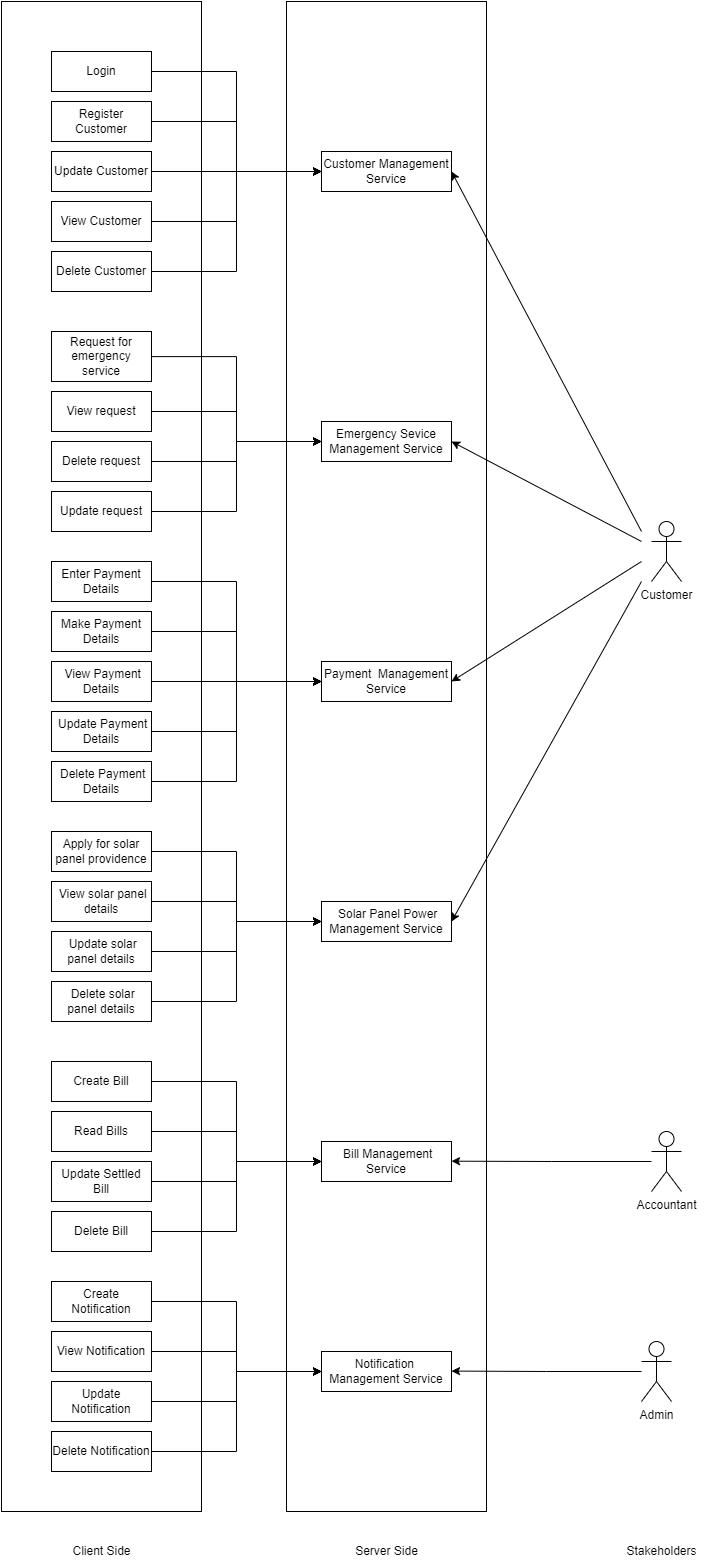 Login
Register
Customer
Update Customer
View Customer
Delete Customer
Customer Management
Service
Request for
emergency
service
View request
Delete request
Update request
Emergency Sevice
Management Service
Customer
Enter Payment
Details
Make Payment
Details
View Payment
Details
Update Payment
Details
Delete Payment
Details
Payment  Management
Service
Apply for solar
panel providence
View solar panel
details
Update solar
panel details
Delete solar
panel details
Solar Panel Power
Management Service
Create Bill
Read Bills
Update Settled
Bill
Delete Bill
Bill Management
Service
Accountant
Create
Notification
View Notification
Update
Notification
Delete Notification
Notification
Management Service
Admin
Client Side
Server Side
Stakeholders